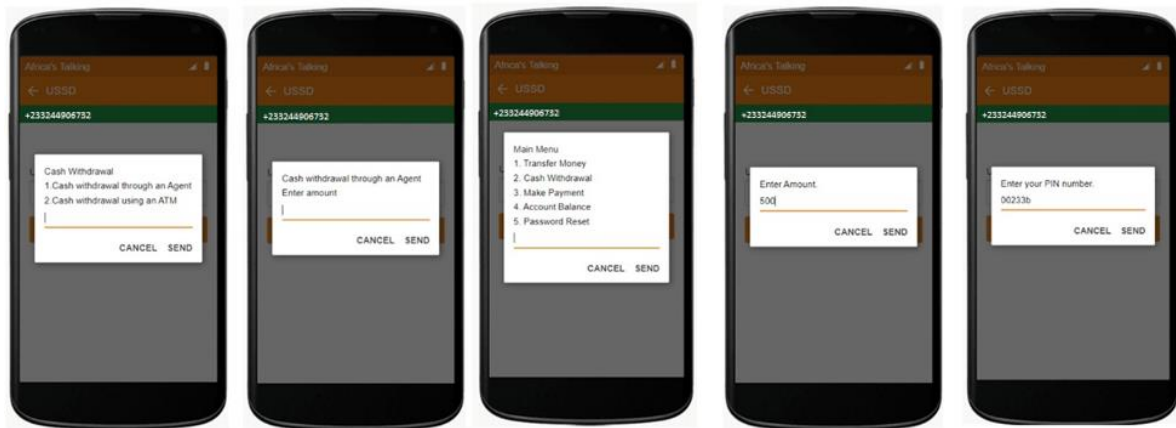 Africa's Talking
← USSD
+233244906732
Cash Withdrawal
1.Cash withdrawal through an Agent
2.Cash withdrawal using an ATM
CANCEL SEND
Africa's Talking
← USSD
+233244906732
Cash withdrawal through an Agent
Enter amount
CANCEL SEND
Africa's Talking
← USSD
+233244906732
Main Menu
1. Transfer Money
2. Cash Withdrawal
3. Make Payment
4. Account Balance
5. Password Reset
CANCEL SEND
Africa's Talking
← USSD
+233244906732
Enter Amount.
500
CANCEL SEND
Africa's Talking
← USSD
+233244906732
Enter your PIN number.
00233b
CANCEL SEND